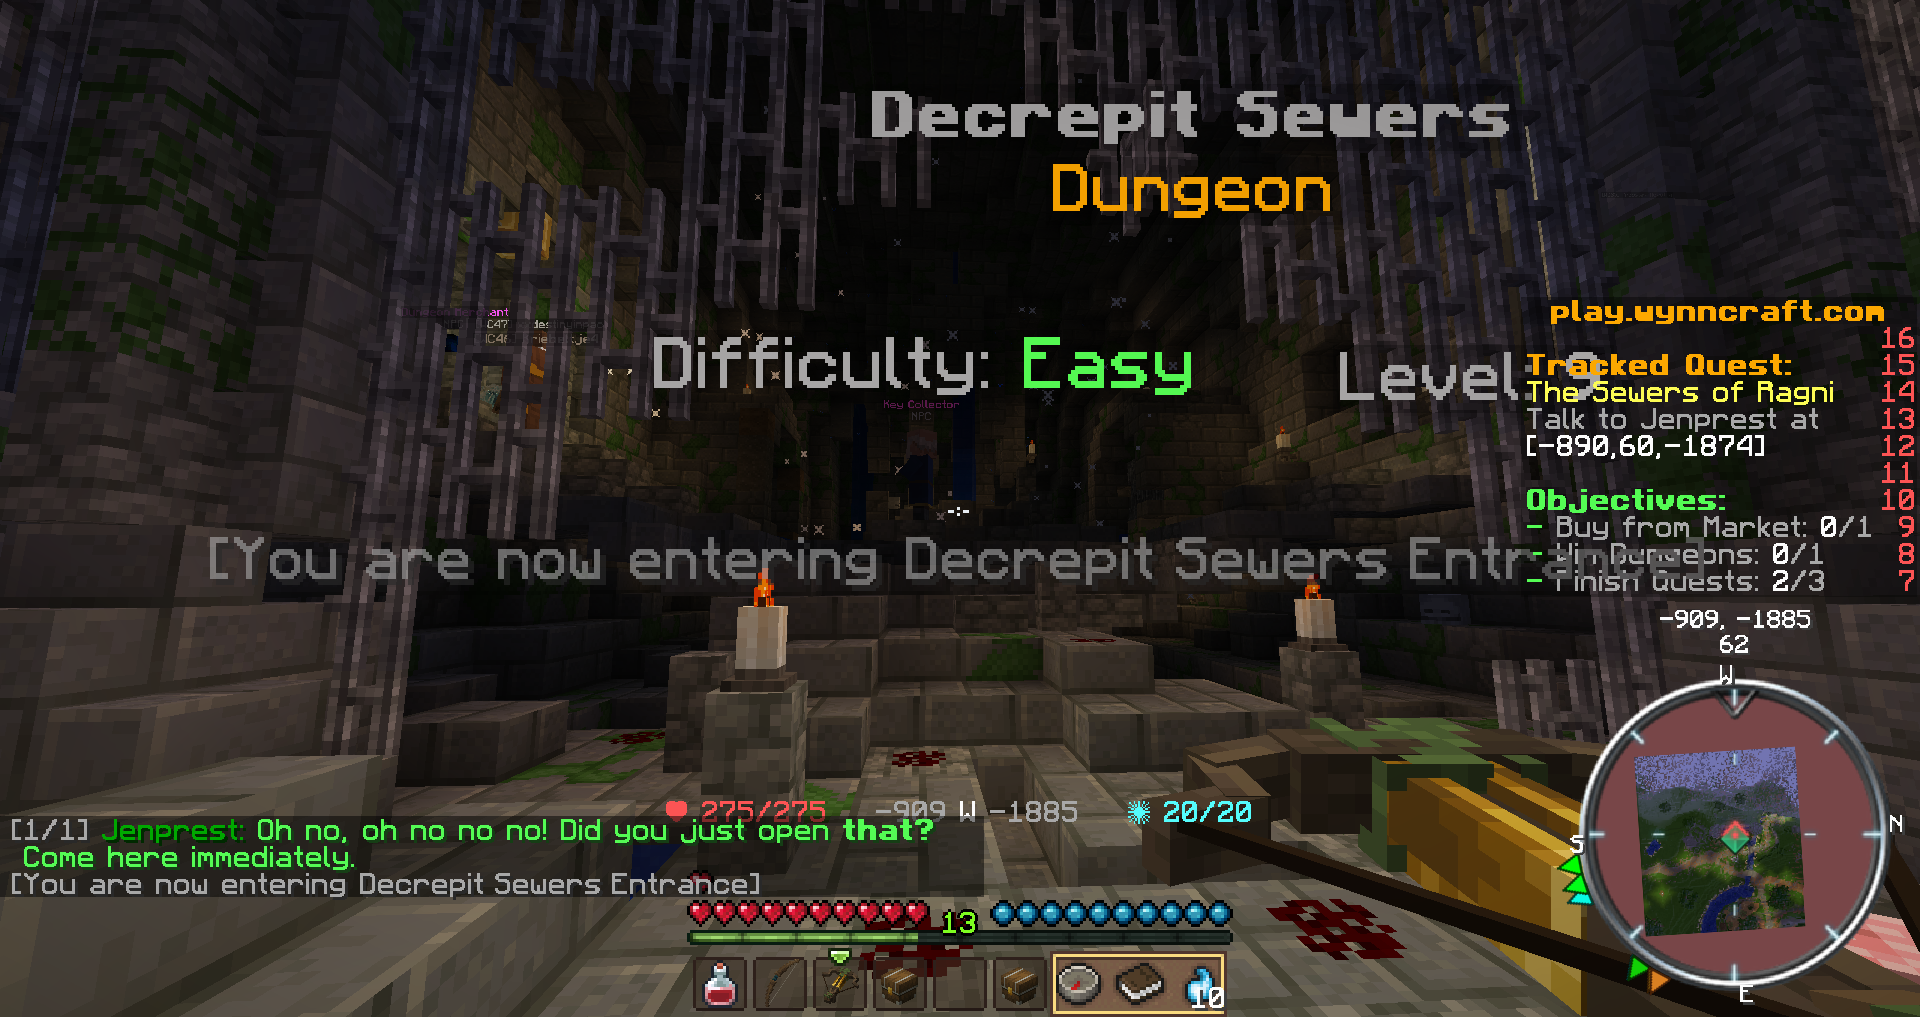 Decrepit Sewers
Dungeon
play.wynncraft.com
16
Difficulty: Easy
Level: 9
Tracked Quest:
15
The Sewers of Ragni
14
Talk to Jenprest at
13
[-890,60,-1874]
12
11
Key Collector
NPC
Objectives:
10
- Buy from Market: 0/1
9
- Win Dungeons: 0/1
8
- Finish Quests: 2/3
7
[You are now entering Decrepit Sewers Entrance]
-909, -1885
62
W
N
S
E
275/275
-909 W -1885
20/20
[1/1] Jenprest: Oh no, oh no no no! Did you just open that?
Come here immediately.
[You are now entering Decrepit Sewers Entrance]
13
10